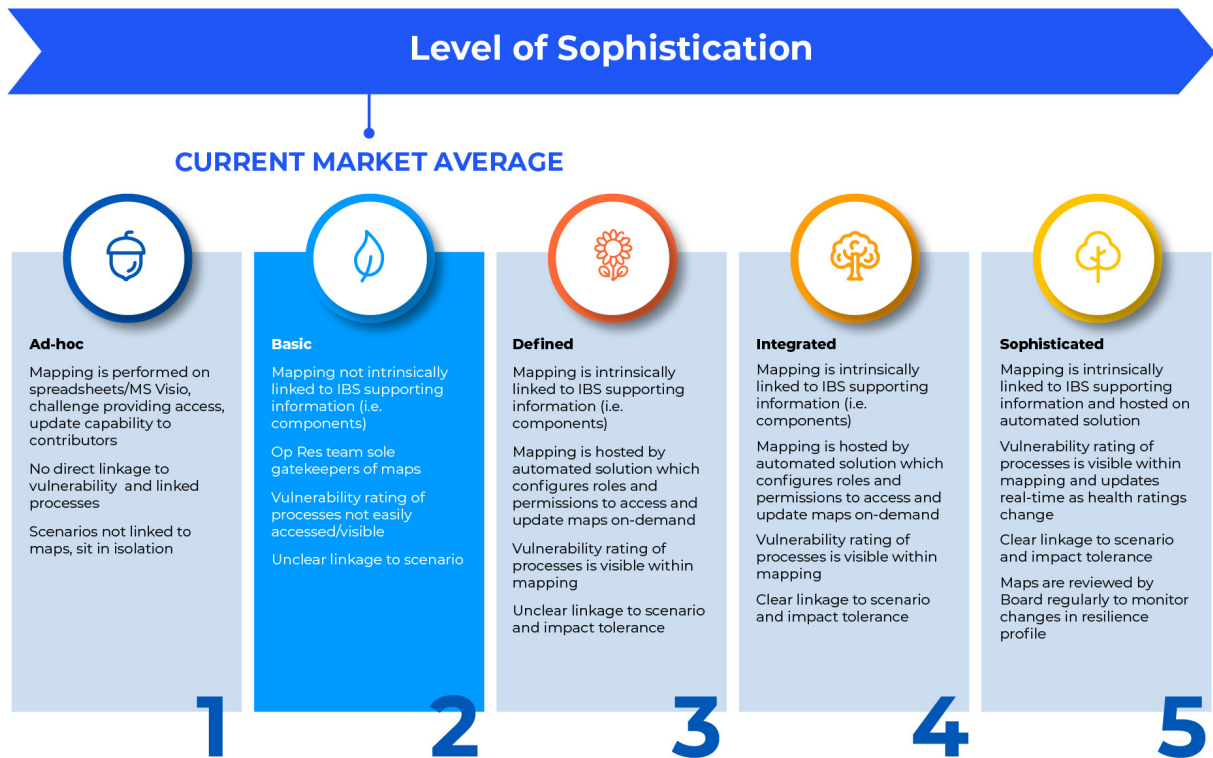 Level of Sophistication
CURRENT MARKET AVERAGE
Ad-hoc
Mapping is performed on
spreadsheets/MS Visio,
challenge providing access,
update capability to
contributors
No direct linkage to
vulnerability and linked
processes
Scenarios not linked to
maps, sit in isolation
1
Basic
Mapping not intrinsically
linked to IBS supporting
information (i.e.
components)
Op Res team sole
gatekeepers of maps
Vulnerability rating of
processes not easily
accessed/visible
Unclear linkage to scenario
2
Defined
Mapping is intrinsically
linked to IBS supporting
information (i.e.
components)
Mapping is hosted by
automated solution which
configures roles and
permissions to access and
update maps on-demand
Vulnerability rating of
processes is visible within
mapping
Unclear linkage to scenario
and impact tolerance
3
Integrated
Mapping is intrinsically
linked to IBS supporting
information (i.e.
components)
Mapping is hosted by
automated solution which
configures roles and
permissions to access and
update maps on-demand
Vulnerability rating of
processes is visible within
mapping
Clear linkage to scenario
and impact tolerance
4
Sophisticated
Mapping is intrinsically
linked to IBS supporting
information and hosted on
automated solution
Vulnerability rating of
processes is visible within
mapping and updates
real-time as health ratings
change
Clear linkage to scenario
and impact tolerance
Maps are reviewed by
Board regularly to monitor
changes in resilience
profile
5